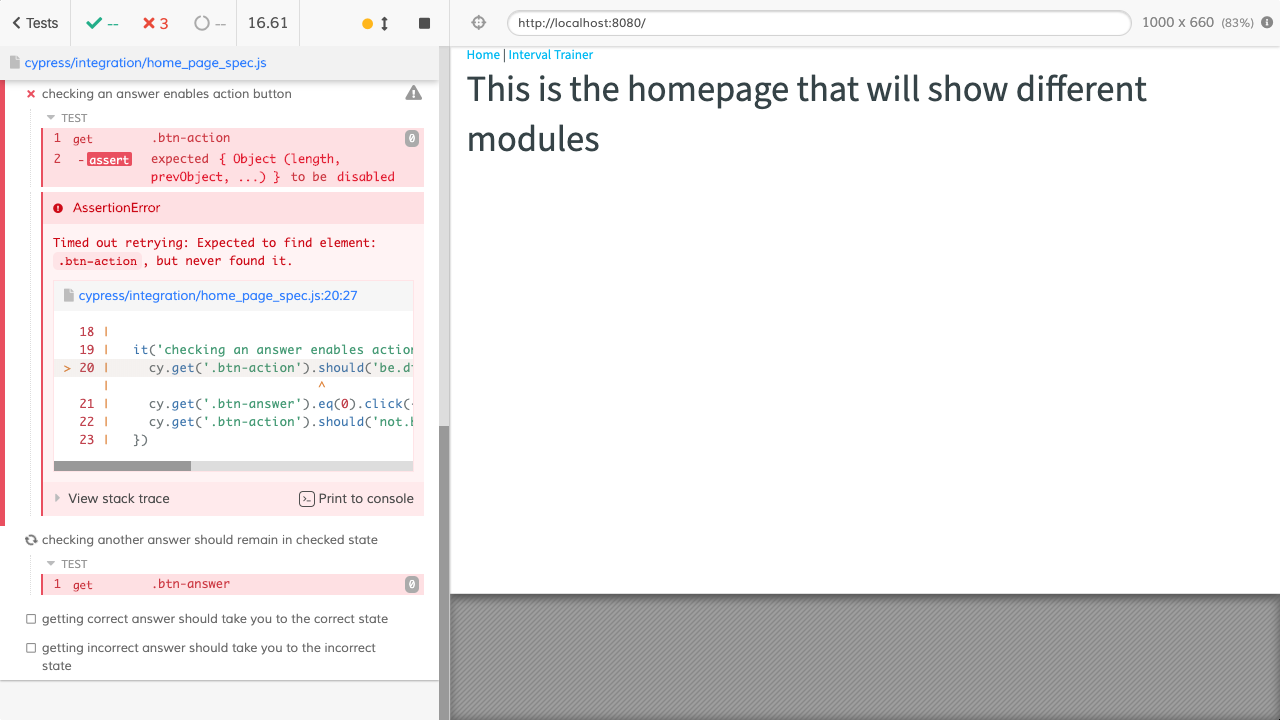 Tests
--
3
--
16.61
http://localhost:8080/
1000 x 660 (83%)
cypress/integration/home_page_spec.js
checking an answer enables action button
TEST
1 get .btn-action 0
2 -assert expected { Object (length,
prevObject, ...) } to be disabled
AssertionError
Timed out retrying: Expected to find element:
.btn-action, but never found it.
cypress/integration/home_page_spec.js:20:27
18 |
19 | it('checking an answer enables action
> 20 | cy.get('.btn-action').should('be.d
| ^
21 | cy.get('.btn-answer').eq(0).click(
22 | cy.get('.btn-action').should('not.
23 | })
View stack trace
Print to console
checking another answer should remain in checked state
TEST
1 get .btn-answer 0
getting correct answer should take you to the correct state
getting incorrect answer should take you to the incorrect
state
Home | Interval Trainer
This is the homepage that will show different
modules